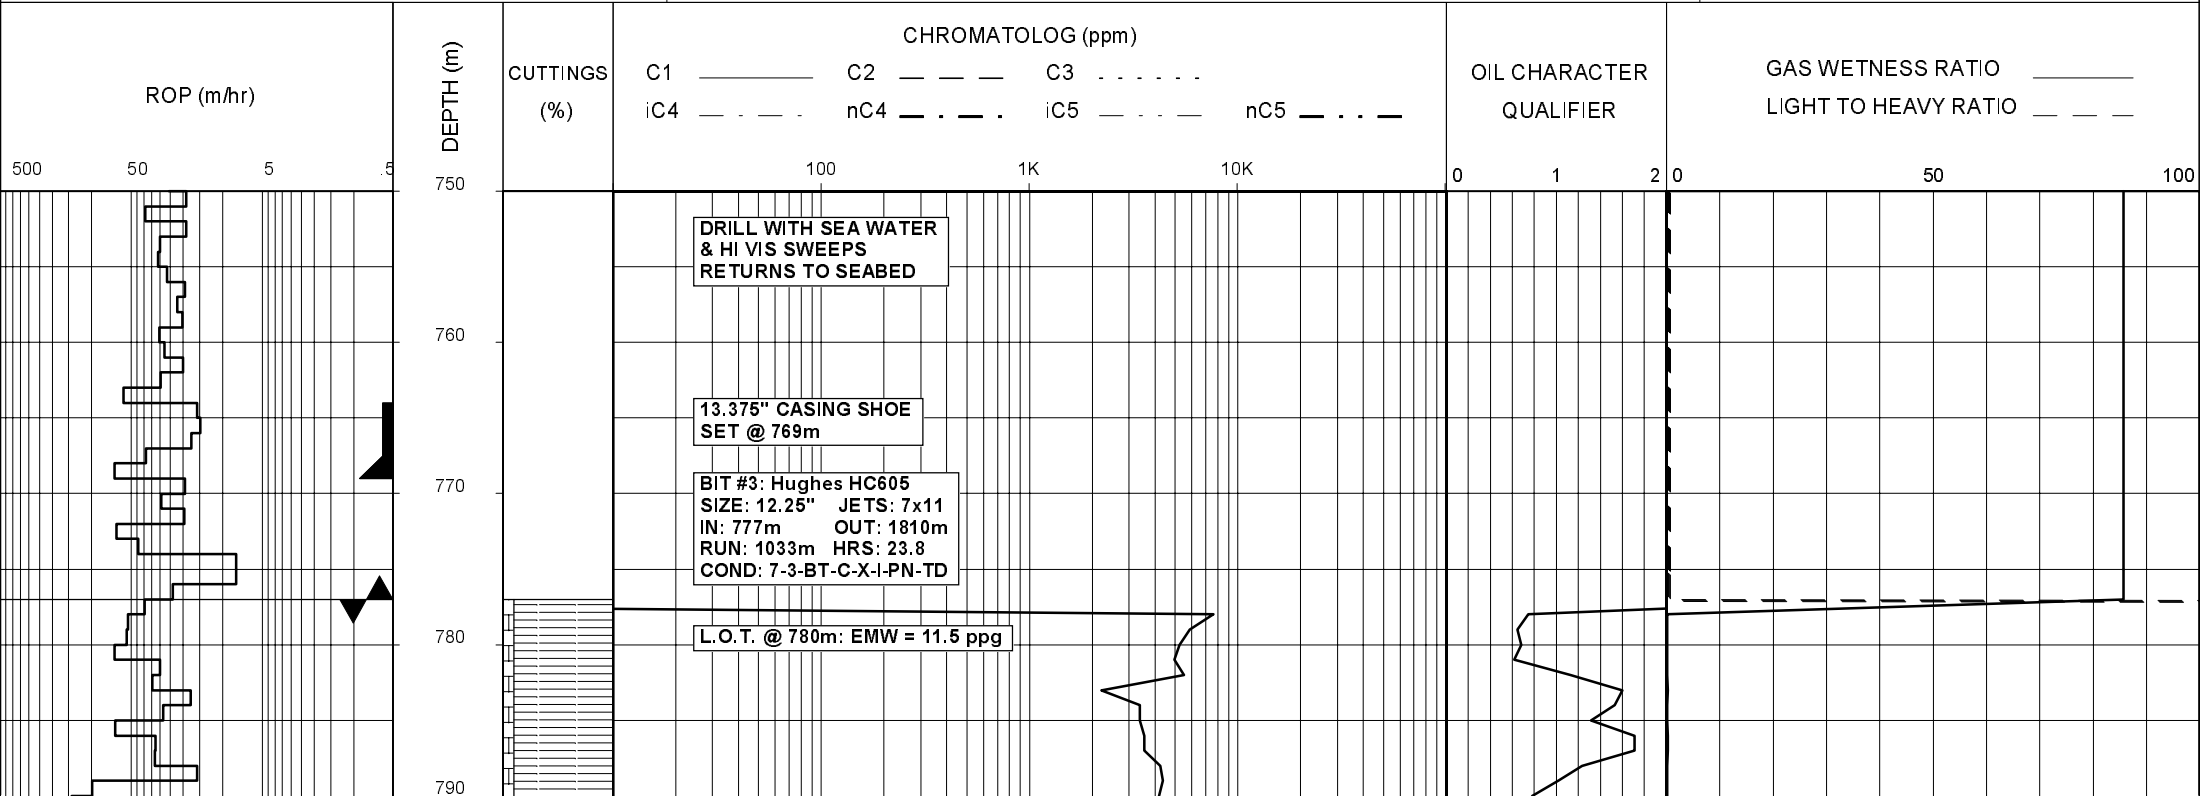 ROP (m/hr)
500 50 5 .5
DEPTH (m)
CUTTINGS
(%)
CHROMATOLOG (ppm)
C1 C2 C3
iC4 nC4 iC5 nC5
100 1K 10K
OIL CHARACTER
QUALIFIER
0 1 2
GAS WETNESS RATIO
LIGHT TO HEAVY RATIO
0 50 100
750
DRILL WITH SEA WATER
& HI VIS SWEEPS
RETURNS TO SEABED
760
13.375" CASING SHOE
SET @ 769m
770
BIT #3: Hughes HC605
SIZE: 12.25" JETS: 7x11
IN: 777m OUT: 1810m
RUN: 1033m HRS: 23.8
COND: 7-3-BT-C-X-I-PN-TD
780
L.O.T. @ 780m: EMW = 11.5 ppg
790